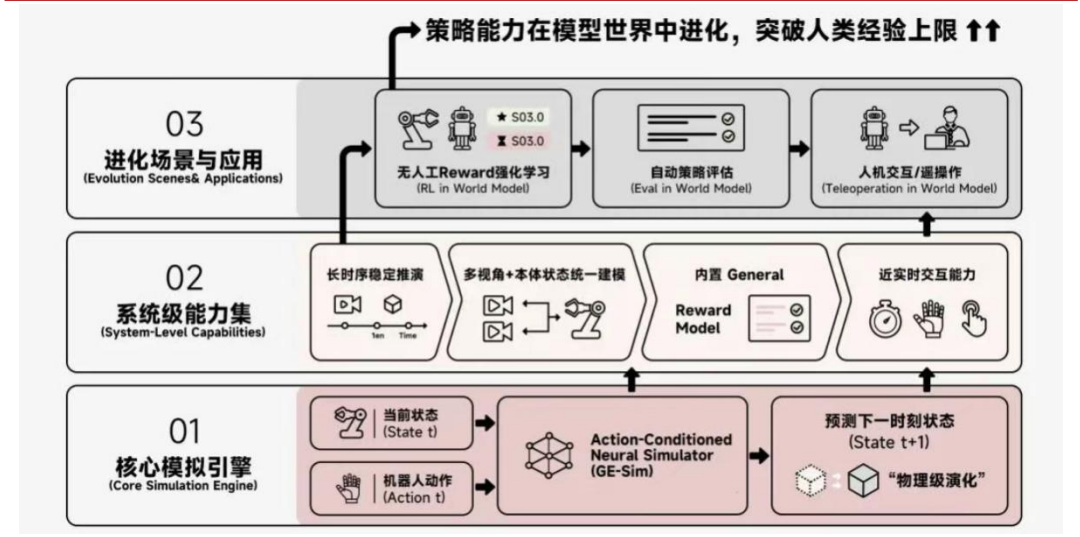 策略能力在模型世界中进化，突破人类经验上限
03
进化场景与应用
(Evolution Scenes& Applications)
S03.0
S03.0
无人工Reward强化学习
(RL in World Model)
自动策略评估
(Eval in World Model)
人机交互/遥操作
(Teleoperation in World Model)
02
系统级能力集
(System-Level Capabilities)
长时序稳定推演
1en Time
多视角+本体状态统一建模
内置 General
Reward
Model
近实时交互能力
01
核心模拟引擎
(Core Simulation Engine)
当前状态
(State t)
机器人动作
(Action t)
Action-Conditioned
Neural Simulator
(GE-Sim)
预测下一时刻状态
(State t+1)
“物理级演化”